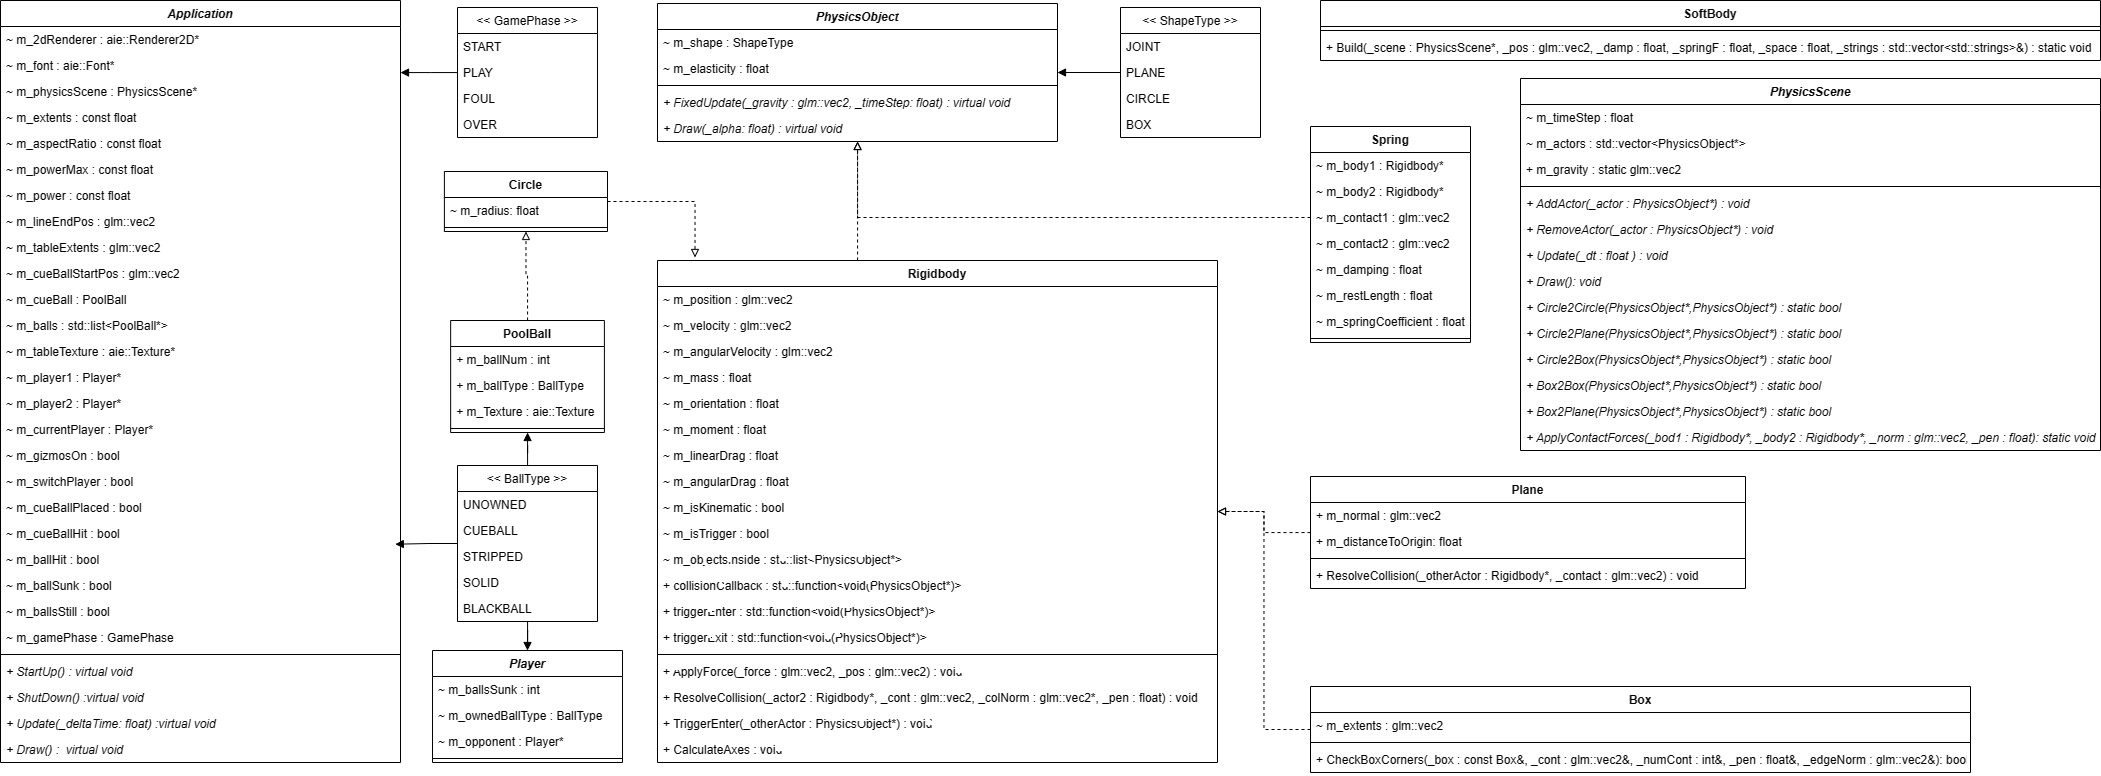 Application
~ m_2dRenderer : aie::Renderer2D*
~ m_font : aie::Font*
~ m_physicsScene : PhysicsScene*
~ m_extents : const float
~ m_aspectRatio : const float
~ m_powerMax : const float
~ m_power : const float
~ m_lineEndPos : glm::vec2
~ m_tableExtents : glm::vec2
~ m_cueBallStartPos : glm::vec2
~ m_cueBall : PoolBall
~ m_balls : std::list<PoolBall*>
~ m_tableTexture : aie::Texture*
~ m_player1 : Player*
~ m_player2 : Player*
~ m_currentPlayer : Player*
~ m_gizmosOn : bool
~ m_switchPlayer : bool
~ m_cueBallPlaced : bool
~ m_cueBallHit : bool
~ m_ballHit : bool
~ m_ballSunk : bool
~ m_ballsStill : bool
~ m_gamePhase : GamePhase
+ StartUp() : virtual void
+ ShutDown() :virtual void
+ Update(_deltaTime: float) :virtual void
+ Draw() : virtual void
<< GamePhase >>
START
PLAY
FOUL
OVER
Circle
~ m_radius: float
PoolBall
+ m_ballNum : int
+ m_ballType : BallType
+ m_Texture : aie::Texture
<< BallType >>
UNOWNED
CUEBALL
STRIPPED
SOLID
BLACKBALL
Player
~ m_ballsSunk : int
~ m_ownedBallType : BallType
~ m_opponent : Player*
PhysicsObject
~ m_shape : ShapeType
~ m_elasticity : float
+ FixedUpdate(_gravity : glm::vec2, _timeStep: float) : virtual void
+ Draw(_alpha: float) : virtual void
<< ShapeType >>
JOINT
PLANE
CIRCLE
BOX
Rigidbody
~ m_position : glm::vec2
~ m_velocity : glm::vec2
~ m_angularVelocity : glm::vec2
~ m_mass : float
~ m_orientation : float
~ m_moment : float
~ m_linearDrag : float
~ m_angularDrag : float
~ m_isKinematic : bool
~ m_isTrigger : bool
~ m_objectsInside : std::list<PhysicsObject*>
+ collisionCallback : std::function<void(PhysicsObject*)>
+ triggerEnter : std::function<void(PhysicsObject*)>
+ triggerExit : std::function<void(PhysicsObject*)>
+ ApplyForce(_force : glm::vec2, _pos : glm::vec2) : void
+ ResolveCollision(_actor2 : Rigidbody*, _cont : glm::vec2, _colNorm : glm::vec2*, _pen : float) : void
+ TriggerEnter(_otherActor : PhysicsObject*) : void
+ CalculateAxes : void
SoftBody
+ Build(_scene : PhysicsScene*, _pos : glm::vec2, _damp : float, _springF : float, _space : float, _strings : std::vector<std::strings>&) : static void
Spring
~ m_body1 : Rigidbody*
~ m_body2 : Rigidbody*
~ m_contact1 : glm::vec2
~ m_contact2 : glm::vec2
~ m_damping : float
~ m_restLength : float
~ m_springCoefficient : float
PhysicsScene
~ m_timeStep : float
~ m_actors : std::vector<PhysicsObject*>
+ m_gravity : static glm::vec2
+ AddActor(_actor : PhysicsObject*) : void
+ RemoveActor(_actor : PhysicsObject*) : void
+ Update(_dt : float ) : void
+ Draw(): void
+ Circle2Circle(PhysicsObject*,PhysicsObject*) : static bool
+ Circle2Plane(PhysicsObject*,PhysicsObject*) : static bool
+ Circle2Box(PhysicsObject*,PhysicsObject*) : static bool
+ Box2Box(PhysicsObject*,PhysicsObject*) : static bool
+ Box2Plane(PhysicsObject*,PhysicsObject*) : static bool
+ ApplyContactForces(_bod1 : Rigidbody*, _body2 : Rigidbody*, _norm : glm::vec2, _pen : float): static void
Plane
+ m_normal : glm::vec2
+ m_distanceToOrigin: float
+ ResolveCollision(_otherActor : Rigidbody*, _contact : glm::vec2) : void
Box
~ m_extents : glm::vec2
+ CheckBoxCorners(_box : const Box&, _cont : glm::vec2&, _numCont : int&, _pen : float&, _edgeNorm : glm::vec2&): bool